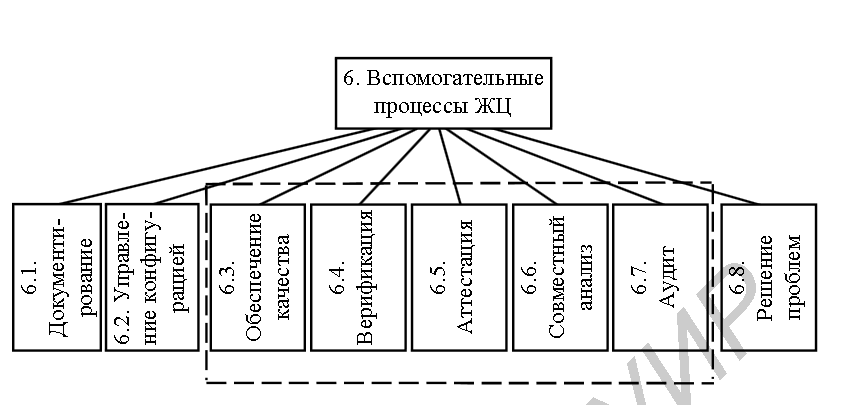 6. Вспомогательные
процессы ЖЦ
6.1.
Документи-
рование
6.2. Управле-
ние конфигу-
рацией
6.3.
Обеспечение
качества
6.4.
Верификация
6.5.
Аттестация
6.6.
Совместный
анализ
6.7.
Аудит
6.8.
Решение
проблем
УИР